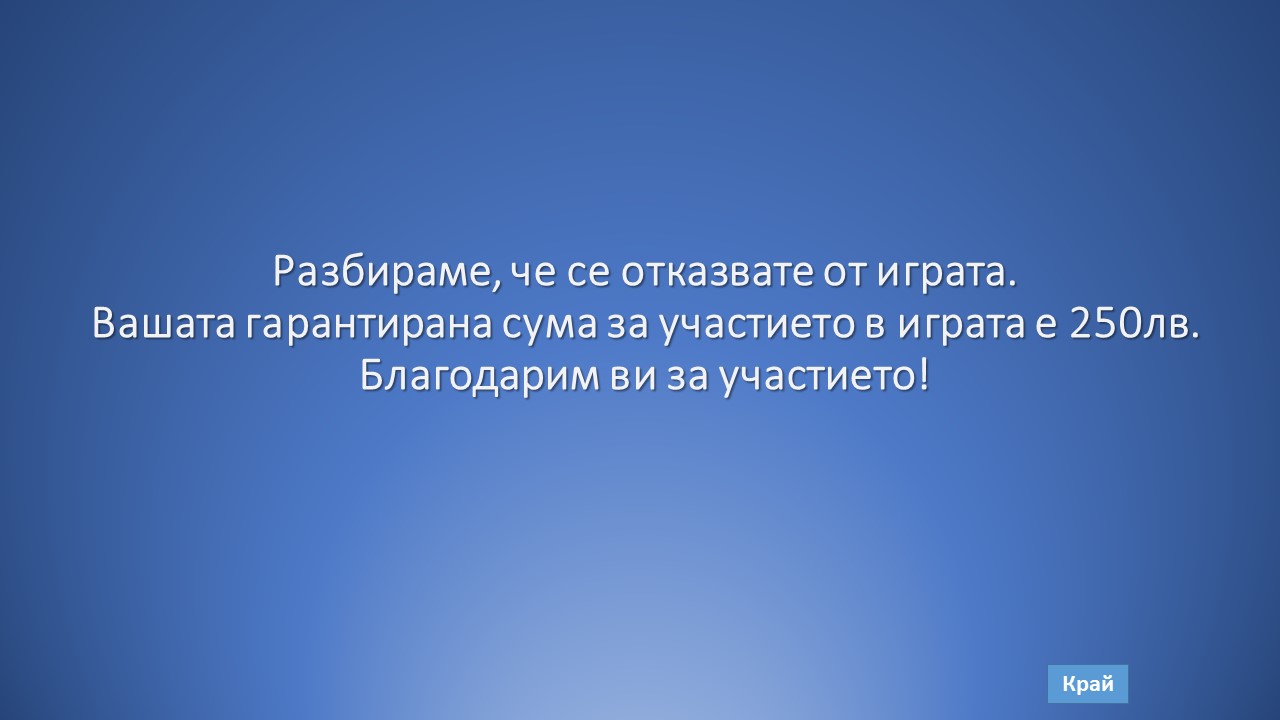 Разбираме, че се отказвате от играта.
Вашата гарантирана сума за участието в играта е 250лв.
Благодарим ви за участието!
Край